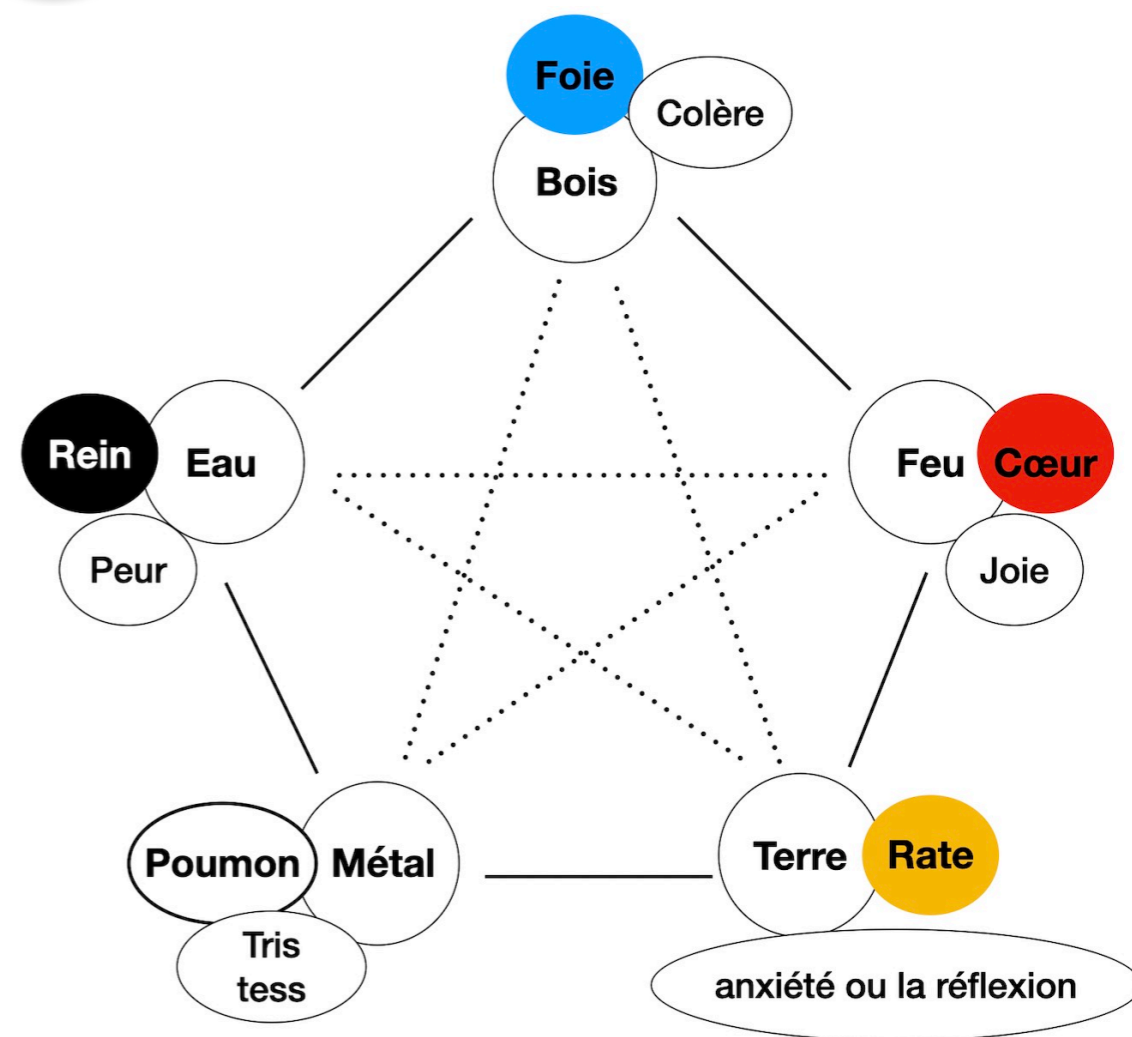 Foie
Colère
Bois
Rein
Eau
Feu
Cœur
Peur
Joie
Poumon
Métal
Terre
Rate
Tris
tess
anxiété ou la réflexion